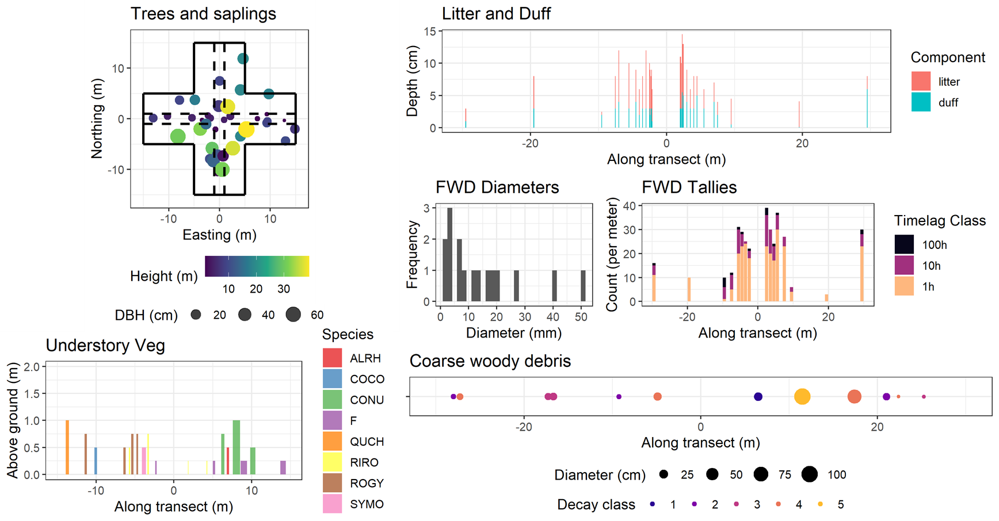 Trees and saplings
Northing (m)
10
0
-10
-10 0 10
Easting (m)
Height (m)
10 20 30
DBH (cm) 20 40 60
Litter and Duff
Depth (cm)
15
10
5
0
-20 0 20
Along transect (m)
Component
litter
duff
FWD Diameters
Frequency
3
2
1
0
0 10 20 30 40 50
Diameter (mm)
FWD Tallies
Count (per meter)
40
30
20
10
0
-20 0 20
Along transect (m)
Timelag Class
100h
10h
1h
Understory Veg
Above ground (m)
2.0
1.5
1.0
0.5
0.0
-10 0 10
Along transect (m)
Species
ALRH
COCO
CONU
F
QUCH
RIRO
ROGY
SYMO
Coarse woody debris
-20 0 20
Along transect (m)
Diameter (cm) 25 50 75 100
Decay class 1 2 3 4 5